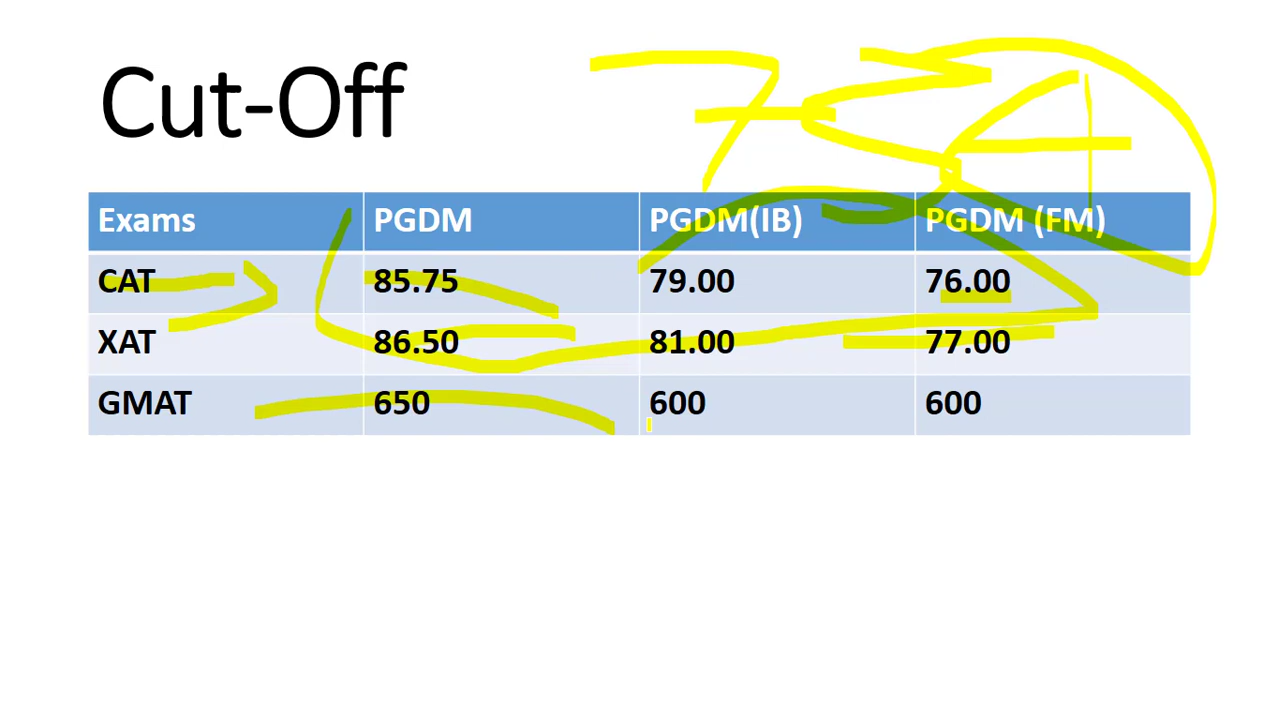 Cut-Off
Exams PGDM PGDM(IB) PGDM (FM)
CAT 85.75 79.00 76.00
XAT 86.50 81.00 77.00
GMAT 650 600 600